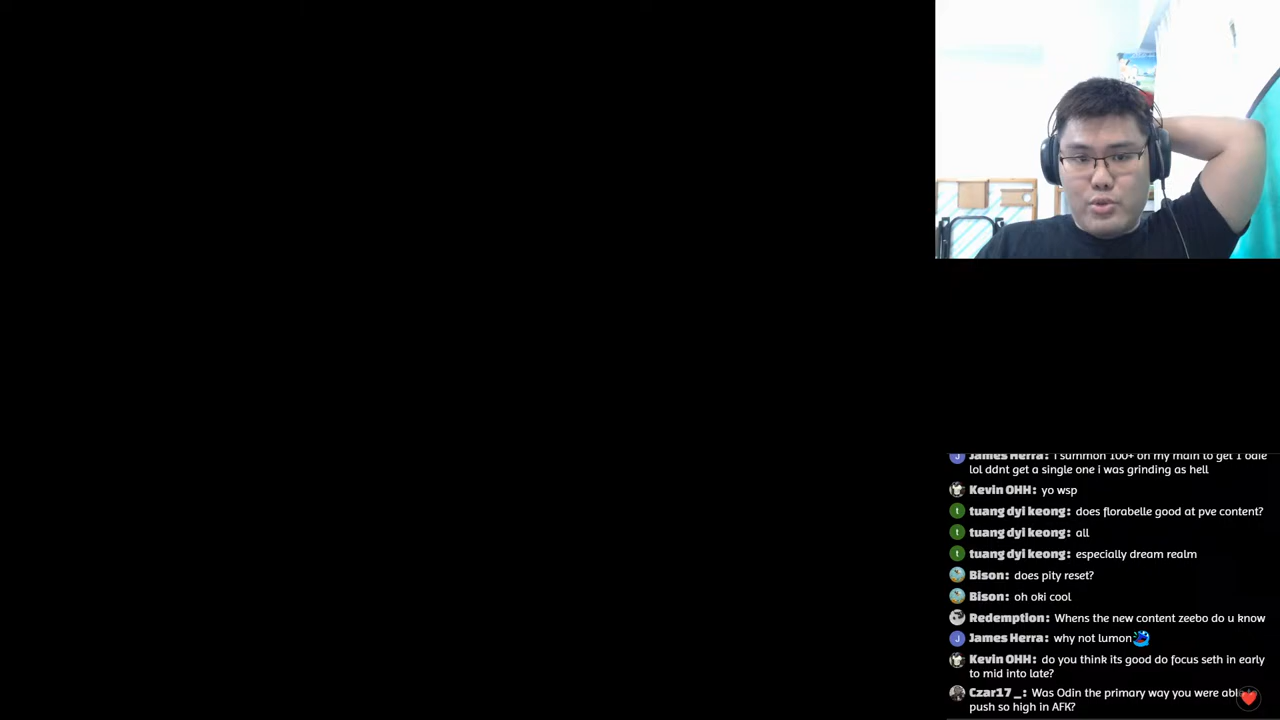 James Herra: i summon 100+ on my main to get 1 odie
lol ddnt get a single one i was grinding as hell
Kevin OHH: yo wsp
tuang dyi keong: does florabelle good at pve content?
tuang dyi keong: all
tuang dyi keong: especially dream realm
Bison: does pity reset?
Bison: oh oki cool
Redemption: Whens the new content zeebo do u know
James Herra: why not lumon
Kevin OHH: do you think its good do focus seth in early
to mid into late?
Czar17_: Was Odin the primary way you were able
push so high in AFK?